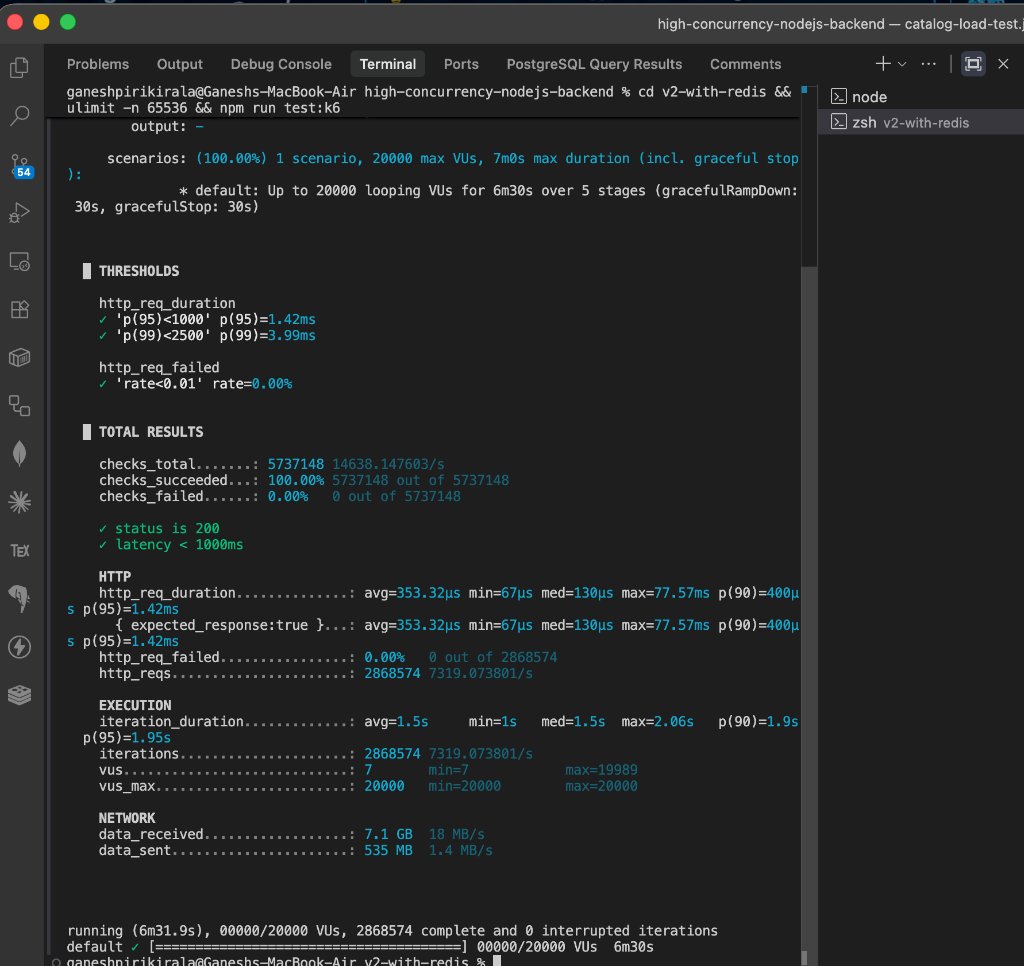 high-concurrency-nodejs-backend — catalog-load-test.j
Problems Output Debug Console Terminal Ports PostgreSQL Query Results Comments
ganeshpirikirala@Ganeshs-MacBook-Air high-concurrency-nodejs-backend % cd v2-with-redis &&
ulimit -n 65536 && npm run test:k6
node
zsh v2-with-redis
54
TEX
output: -
scenarios: (100.00%) 1 scenario, 20000 max VUs, 7m0s max duration (incl. graceful stop
):
* default: Up to 20000 looping VUs for 6m30s over 5 stages (gracefulRampDown:
30s, gracefulStop: 30s)
THRESHOLDS
http_req_duration
✓ 'p(95)<1000' p(95)=1.42ms
✓ 'p(99)<2500' p(99)=3.99ms
http_req_failed
✓ 'rate<0.01' rate=0.00%
TOTAL RESULTS
checks_total.......: 5737148 14638.147603/s
checks_succeeded...: 100.00% 5737148 out of 5737148
checks_failed......: 0.00% 0 out of 5737148
✓ status is 200
✓ latency < 1000ms
HTTP
http_req_duration..............: avg=353.32µs min=67µs med=130µs max=77.57ms p(90)=400µ
s p(95)=1.42ms
{ expected_response:true }...: avg=353.32µs min=67µs med=130µs max=77.57ms p(90)=400µ
s p(95)=1.42ms
http_req_failed................: 0.00% 0 out of 2868574
http_reqs......................: 2868574 7319.073801/s
EXECUTION
iteration_duration.............: avg=1.5s min=1s med=1.5s max=2.06s p(90)=1.9s
p(95)=1.95s
iterations.....................: 2868574 7319.073801/s
vus............................: 7 min=7 max=19989
vus_max........................: 20000 min=20000 max=20000
NETWORK
data_received..................: 7.1 GB 18 MB/s
data_sent......................: 535 MB 1.4 MB/s
running (6m31.9s), 00000/20000 VUs, 2868574 complete and 0 interrupted iterations
default ✓ [======================================] 00000/20000 VUs 6m30s
ganeshpirikirala@Ganeshs-MacBook-Air v2-with-redis %